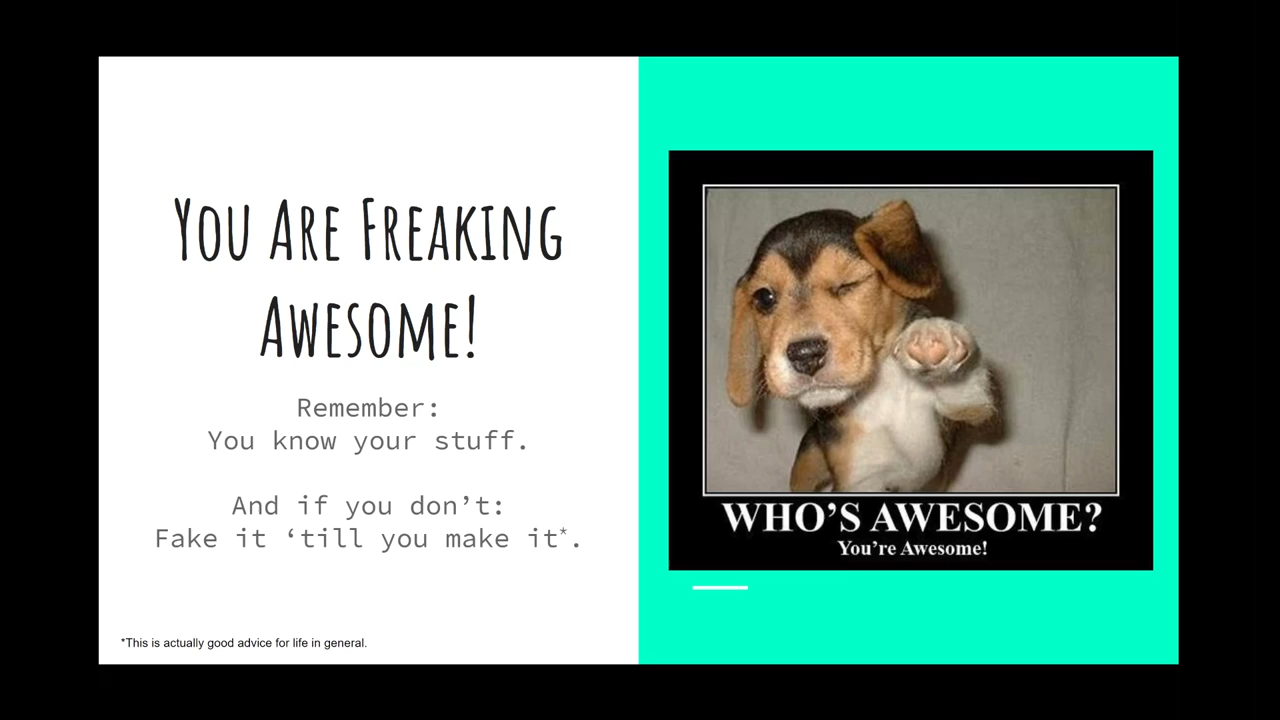 You Are Freaking
Awesome!
Remember:
You know your stuff.
And if you don’t:
Fake it ‘till you make it*.
*This is actually good advice for life in general.
WHO’S AWESOME?
You’re Awesome!